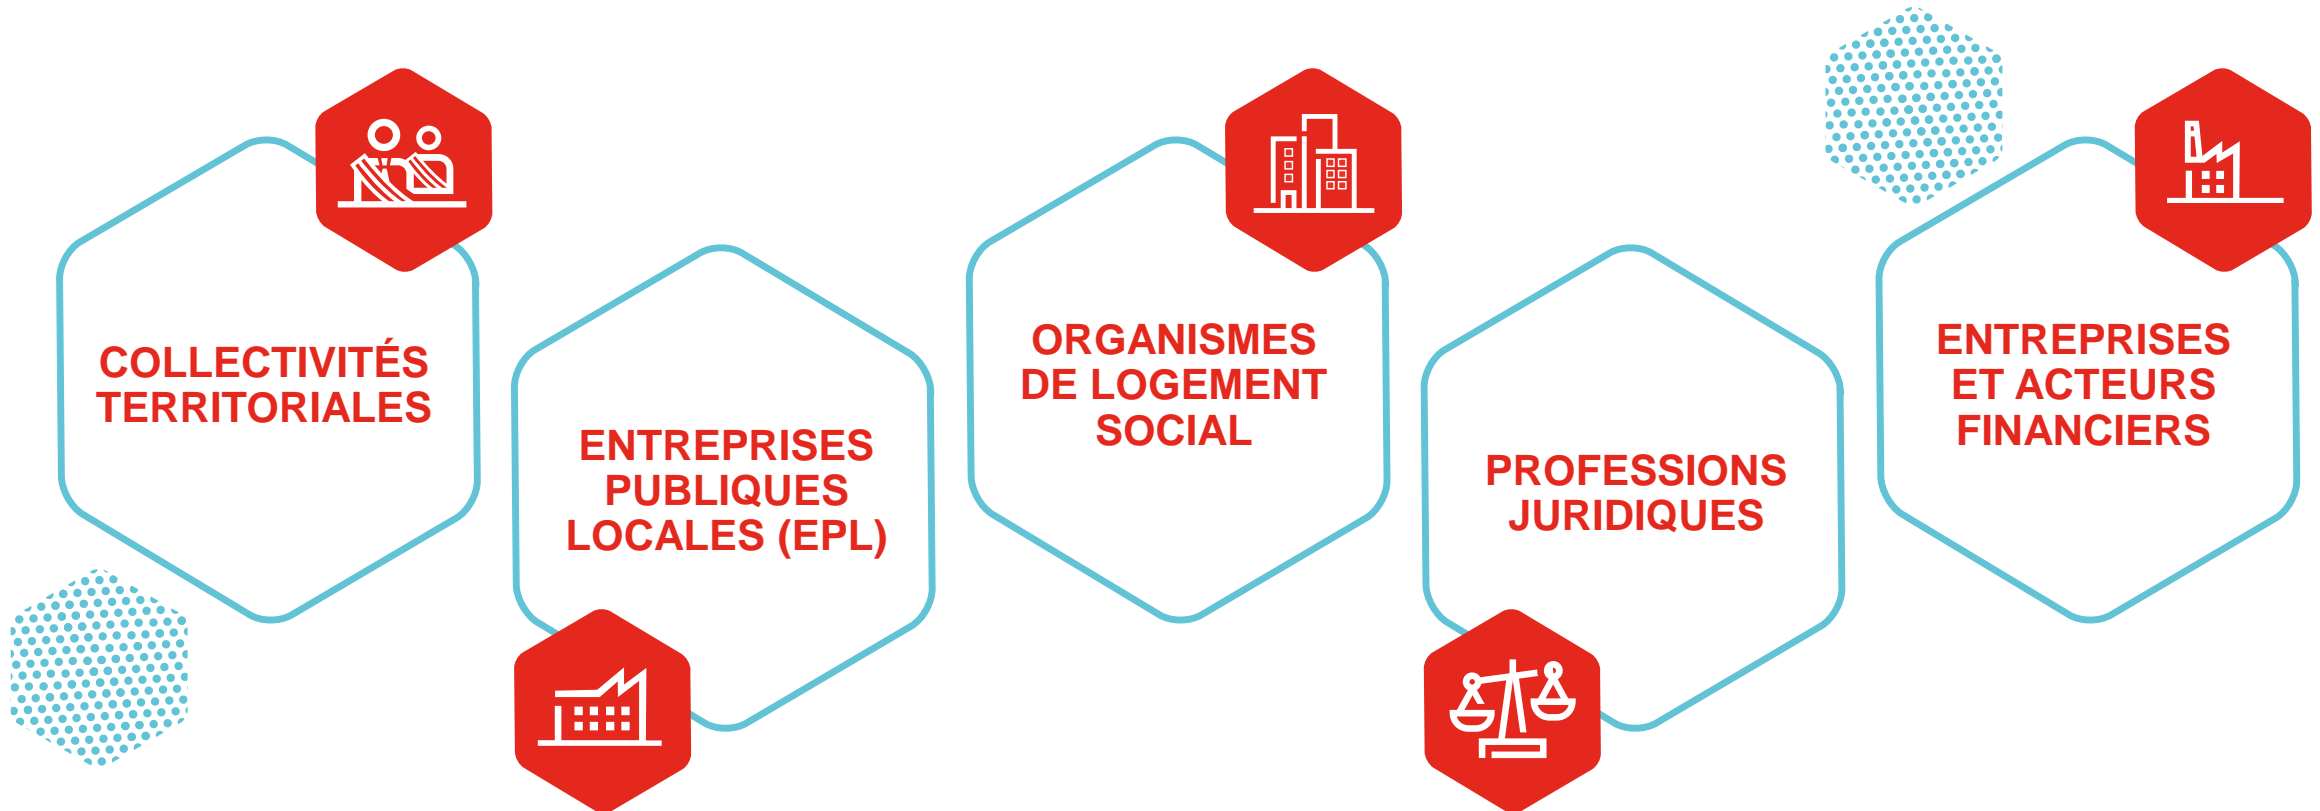 COLLECTIVITÉS
TERRITORIALES
ENTREPRISES
PUBLIQUES
LOCALES (EPL)
ORGANISMES
DE LOGEMENT
SOCIAL
PROFESSIONS
JURIDIQUES
ENTREPRISES
ET ACTEURS
FINANCIERS